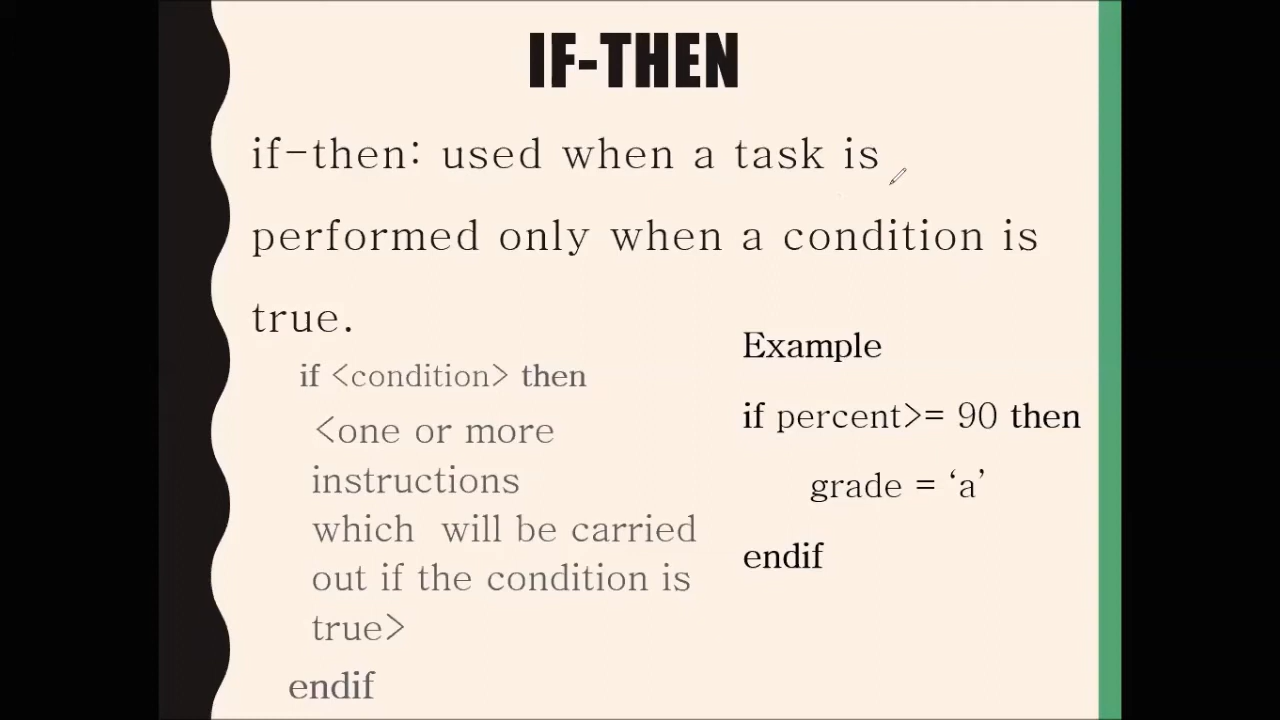 IF-THEN
if-then: used when a task is
performed only when a condition is
true.
if <condition> then
<one or more
instructions
which  will be carried
out if the condition is
true>
endif
Example
if percent>= 90 then
grade = ‘a’
endif